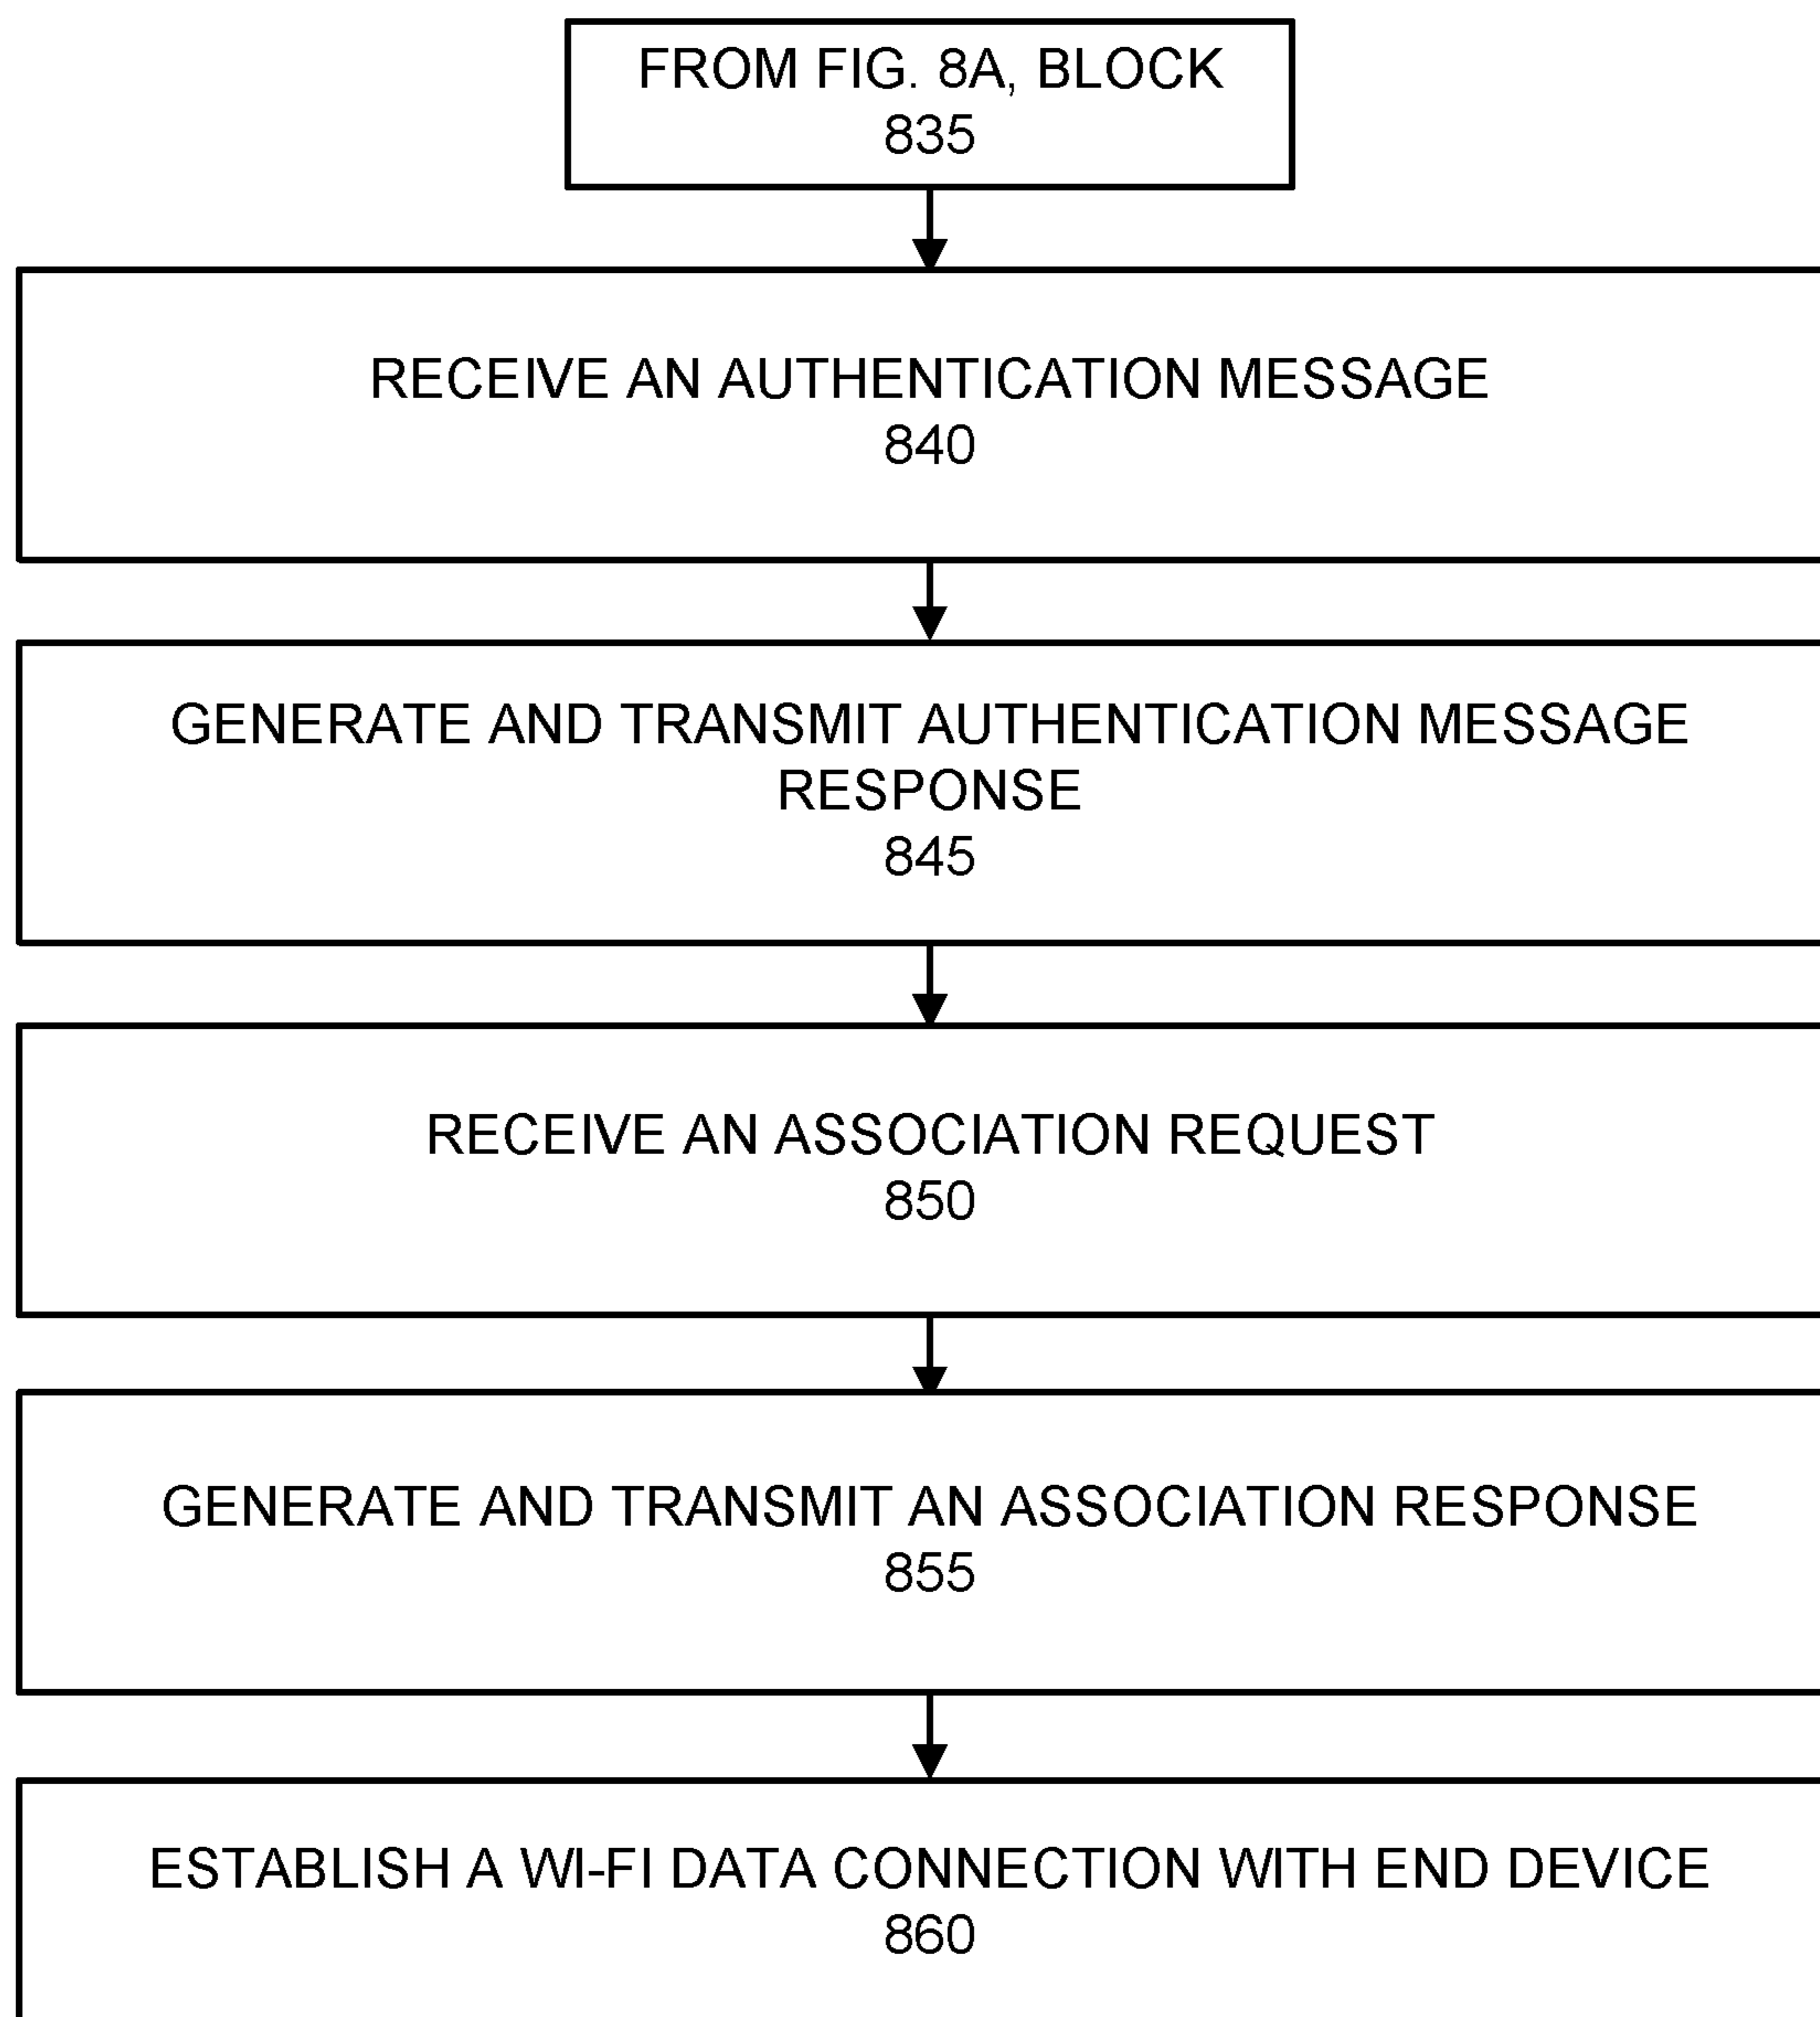 FROM FIG. 8A, BLOCK
835
RECEIVE AN AUTHENTICATION MESSAGE
840
GENERATE AND TRANSMIT AUTHENTICATION MESSAGE
RESPONSE
845
RECEIVE AN ASSOCIATION REQUEST
850
GENERATE AND TRANSMIT AN ASSOCIATION RESPONSE
855
ESTABLISH A WI-FI DATA CONNECTION WITH END DEVICE
860